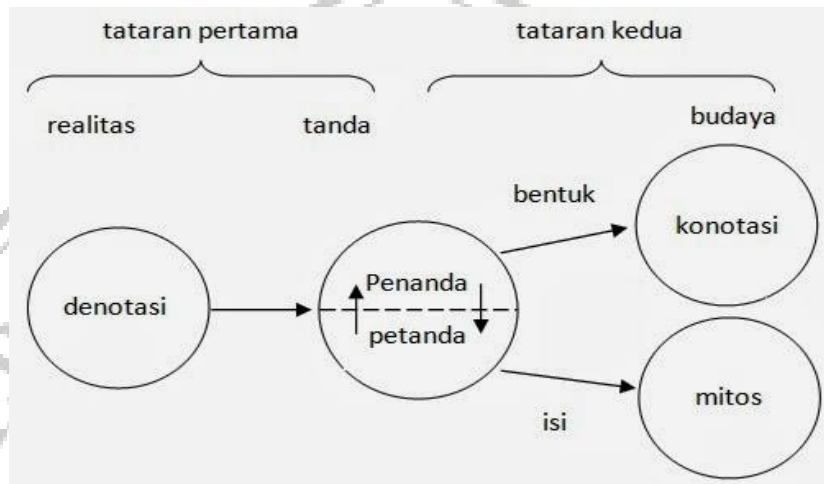 tataran pertama
tataran kedua
realitas
tanda
budaya
bentuk
konotasi
denotasi
Penanda
petanda
mitos
isi